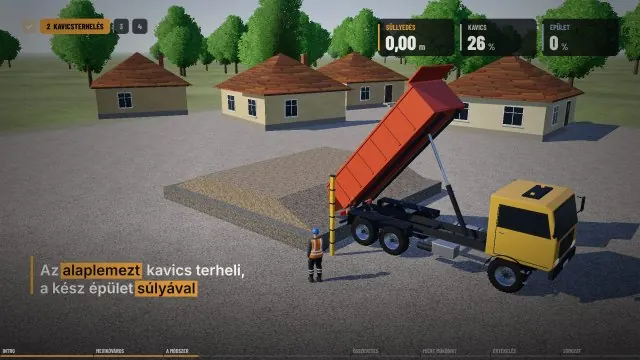 2 KAVICSTERHELÉS 3 4
SÜLLYEDÉS
0,00 m
KAVICS
26 %
ÉPÜLET
0 %
Az alaplemezt kavics terheli,
a kész épület súlyával
INTRO
A MÓDSZER